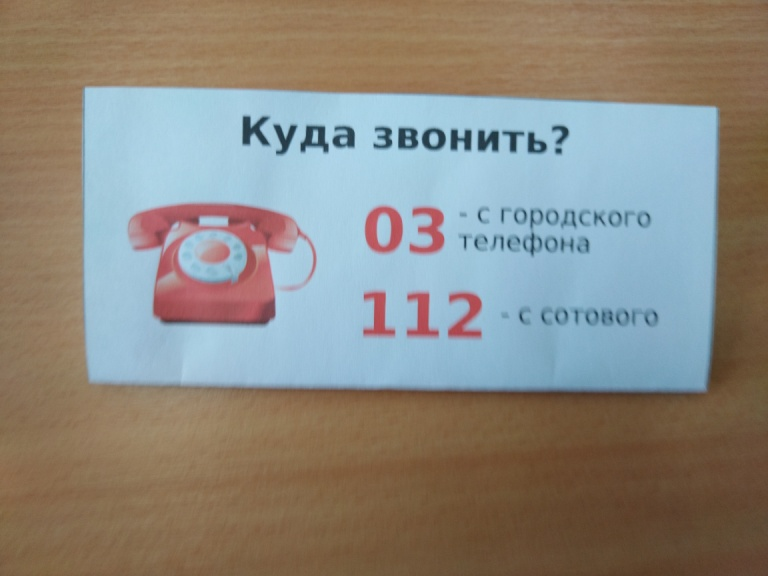 Куда звонить?
03 - с городского
телефона
112 - с сотового